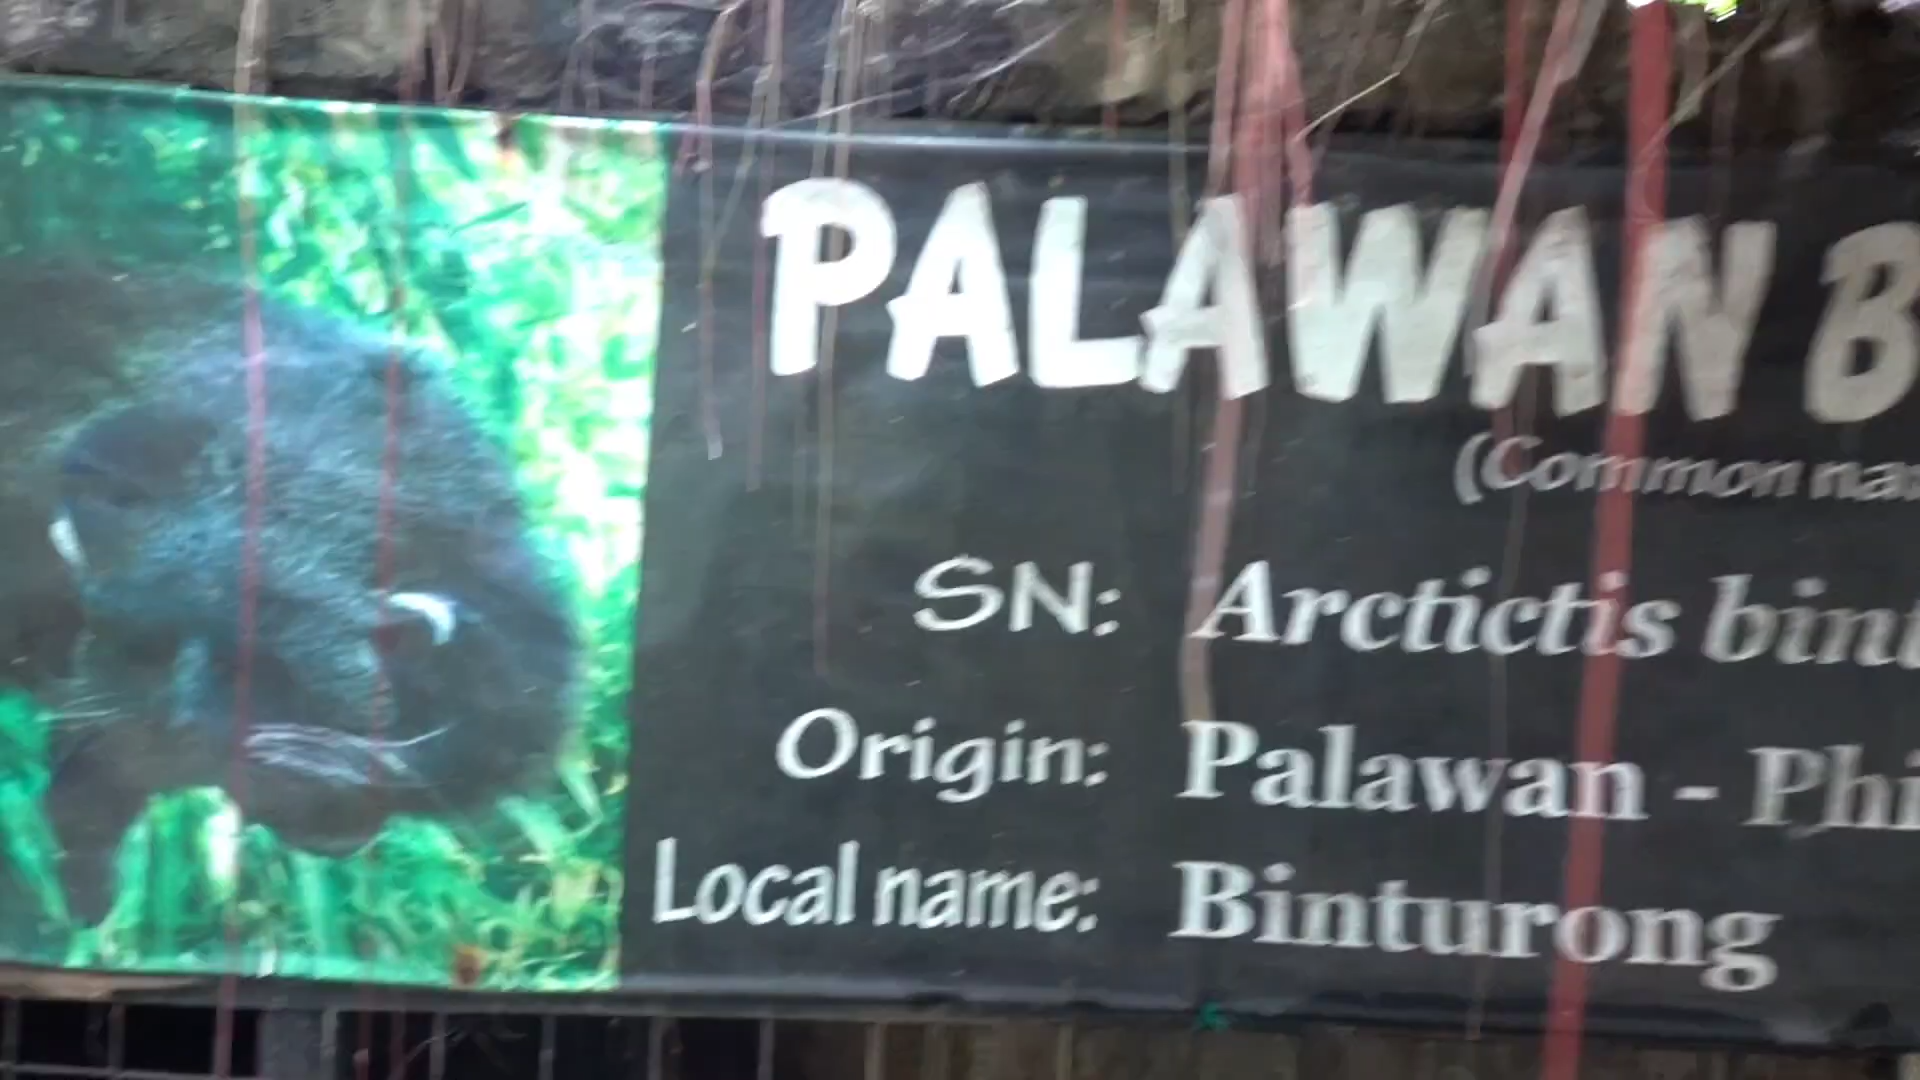 PALAWAN B
(Common na
SN: Arctictis bint
Origin: Palawan - Phi
Local name: Binturong